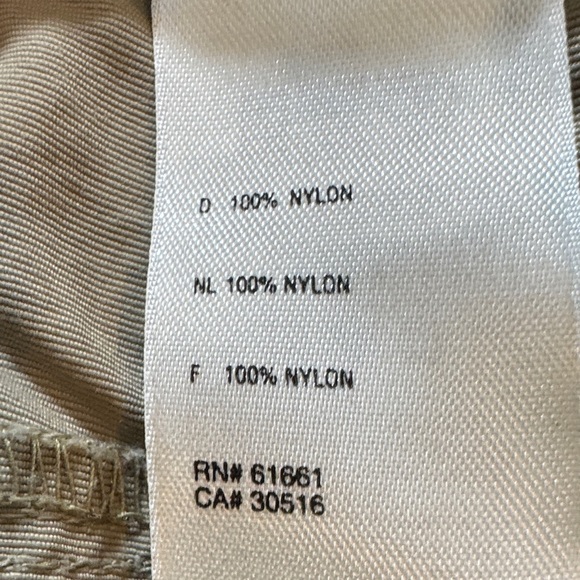 D 100% NYLON
NL 100% NYLON
F 100% NYLON
RN# 61661
CA# 30516